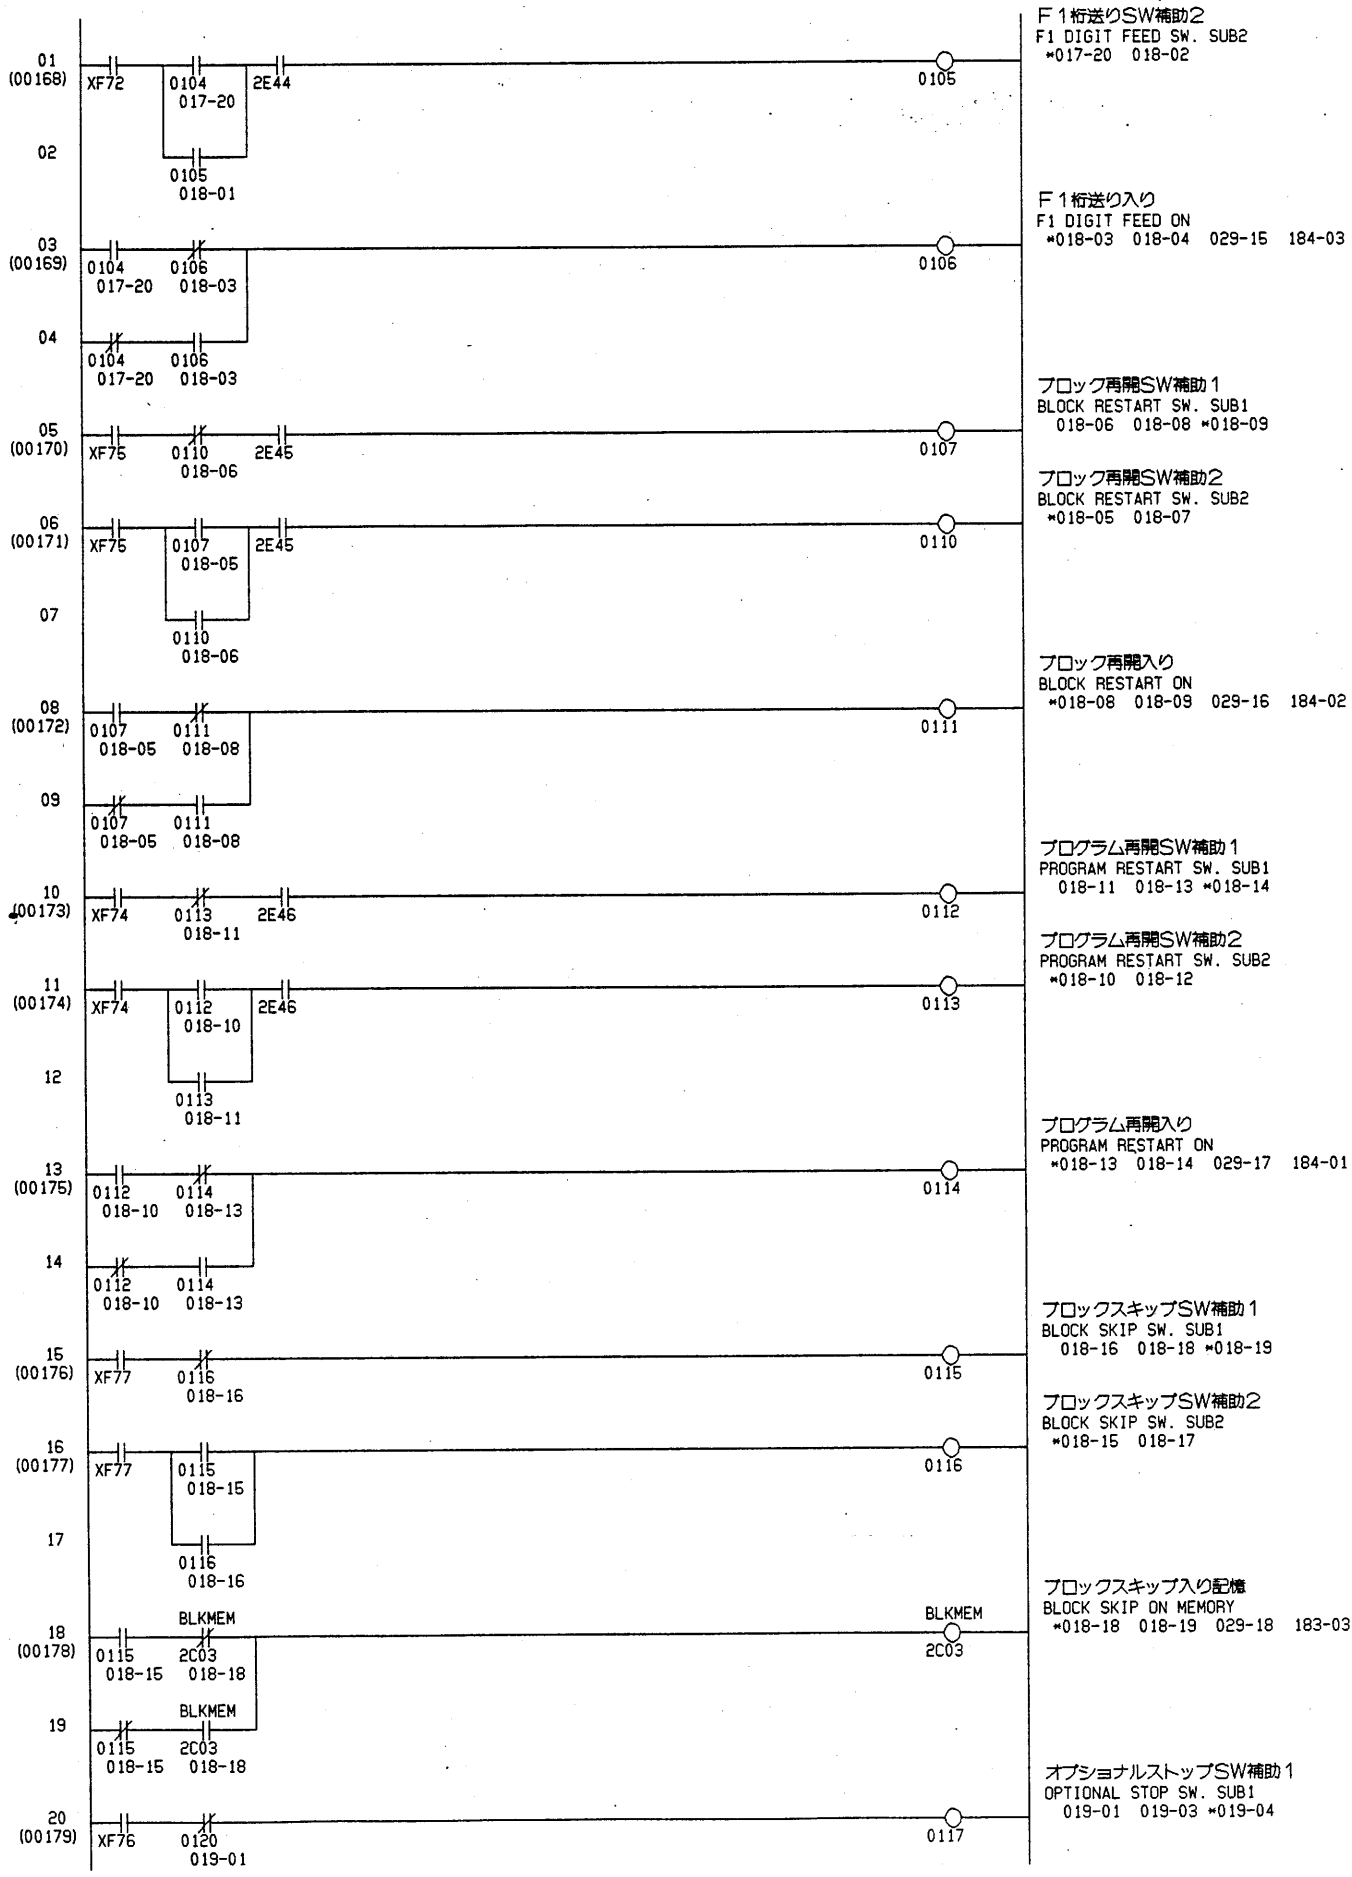 F1桁送りSW補助2
F1 DIGIT FEED SW. SUB2
*017-20 018-02
01
(00168)
XF72 0104 2E44 0105
017-20
02
0105
018-01
F1桁送り入り
F1 DIGIT FEED ON
*018-03 018-04 029-15 184-03
03
(00169)
0104 0106 0106
017-20 018-03
04
0104 0106
017-20 018-03
ブロック再開SW補助1
BLOCK RESTART SW. SUB1
018-06 018-08 *018-09
05
(00170)
XF75 0110 2E45 0107
018-06
ブロック再開SW補助2
BLOCK RESTART SW. SUB2
*018-05 018-07
06
(00171)
XF75 0107 2E45 0110
018-05
07
0110
018-06
ブロック再開入り
BLOCK RESTART ON
*018-08 018-09 029-16 184-02
08
(00172)
0107 0111 0111
018-05 018-08
09
0107 0111
018-05 018-08
プログラム再開SW補助1
PROGRAM RESTART SW. SUB1
018-11 018-13 *018-14
10
(00173)
XF74 0113 2E46 0112
018-11
プログラム再開SW補助2
PROGRAM RESTART SW. SUB2
*018-10 018-12
11
(00174)
XF74 0112 2E46 0113
018-10
12
0113
018-11
プログラム再開入り
PROGRAM RESTART ON
*018-13 018-14 029-17 184-01
13
(00175)
0112 0114 0114
018-10 018-13
14
0112 0114
018-10 018-13
ブロックスキップSW補助1
BLOCK SKIP SW. SUB1
018-16 018-18 *018-19
15
(00176)
XF77 0116 0115
018-16
ブロックスキップSW補助2
BLOCK SKIP SW. SUB2
*018-15 018-17
16
(00177)
XF77 0115 0116
018-15
17
0116
018-16
ブロックスキップ入り記憶
BLOCK SKIP ON MEMORY
*018-18 018-19 029-18 183-03
BLKMEM BLKMEM
18
(00178)
0115 2C03 2C03
018-15 018-18
BLKMEM
19
0115 2C03
018-15 018-18
オプショナルストップSW補助1
OPTIONAL STOP SW. SUB1
019-01 019-03 *019-04
20
(00179)
XF76 0120 0117
019-01